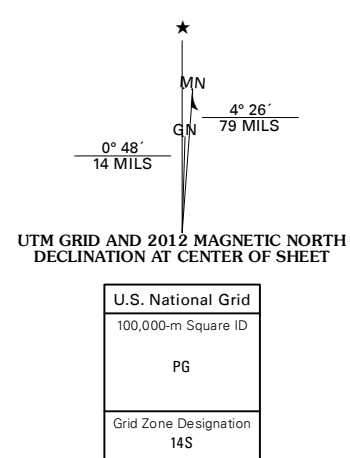 ★
MN
4° 26´
79 MILS
GN
0° 48´
14 MILS
UTM GRID AND 2012 MAGNETIC NORTH
DECLINATION AT CENTER OF SHEET
U.S. National Grid
100,000-m Square ID
PG
Grid Zone Designation
14S